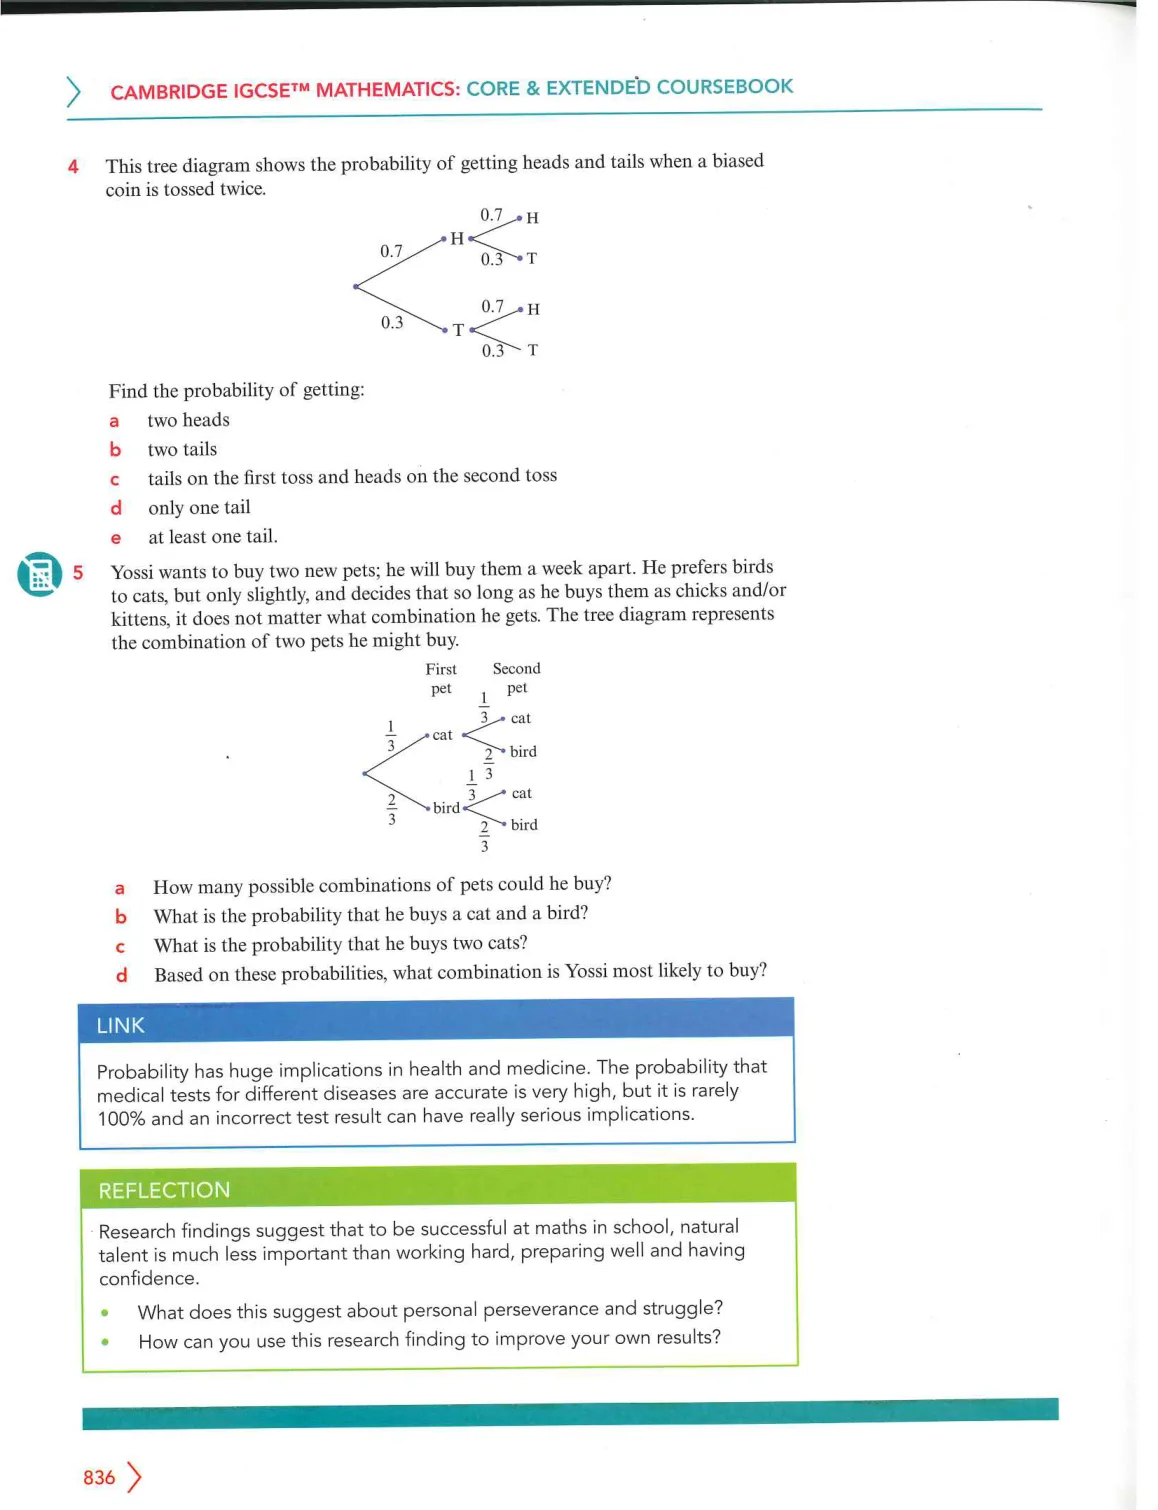 CAMBRIDGE IGCSE™ MATHEMATICS: CORE & EXTENDED COURSEBOOK
4 This tree diagram shows the probability of getting heads and tails when a biased
coin is tossed twice.
0.7 H
0.7 H
0.3 T
0.7 H
0.3 T
0.3 T
Find the probability of getting:
a two heads
b two tails
c tails on the first toss and heads on the second toss
d only one tail
e at least one tail.
5 Yossi wants to buy two new pets; he will buy them a week apart. He prefers birds
to cats, but only slightly, and decides that so long as he buys them as chicks and/or
kittens, it does not matter what combination he gets. The tree diagram represents
the combination of two pets he might buy.
First Second
pet pet
1/3 cat
1/3 cat
2/3 bird
1/3 cat
2/3 bird
2/3 bird
a How many possible combinations of pets could he buy?
b What is the probability that he buys a cat and a bird?
c What is the probability that he buys two cats?
d Based on these probabilities, what combination is Yossi most likely to buy?
LINK
Probability has huge implications in health and medicine. The probability that
medical tests for different diseases are accurate is very high, but it is rarely
100% and an incorrect test result can have really serious implications.
REFLECTION
Research findings suggest that to be successful at maths in school, natural
talent is much less important than working hard, preparing well and having
confidence.
• What does this suggest about personal perseverance and struggle?
• How can you use this research finding to improve your own results?
836